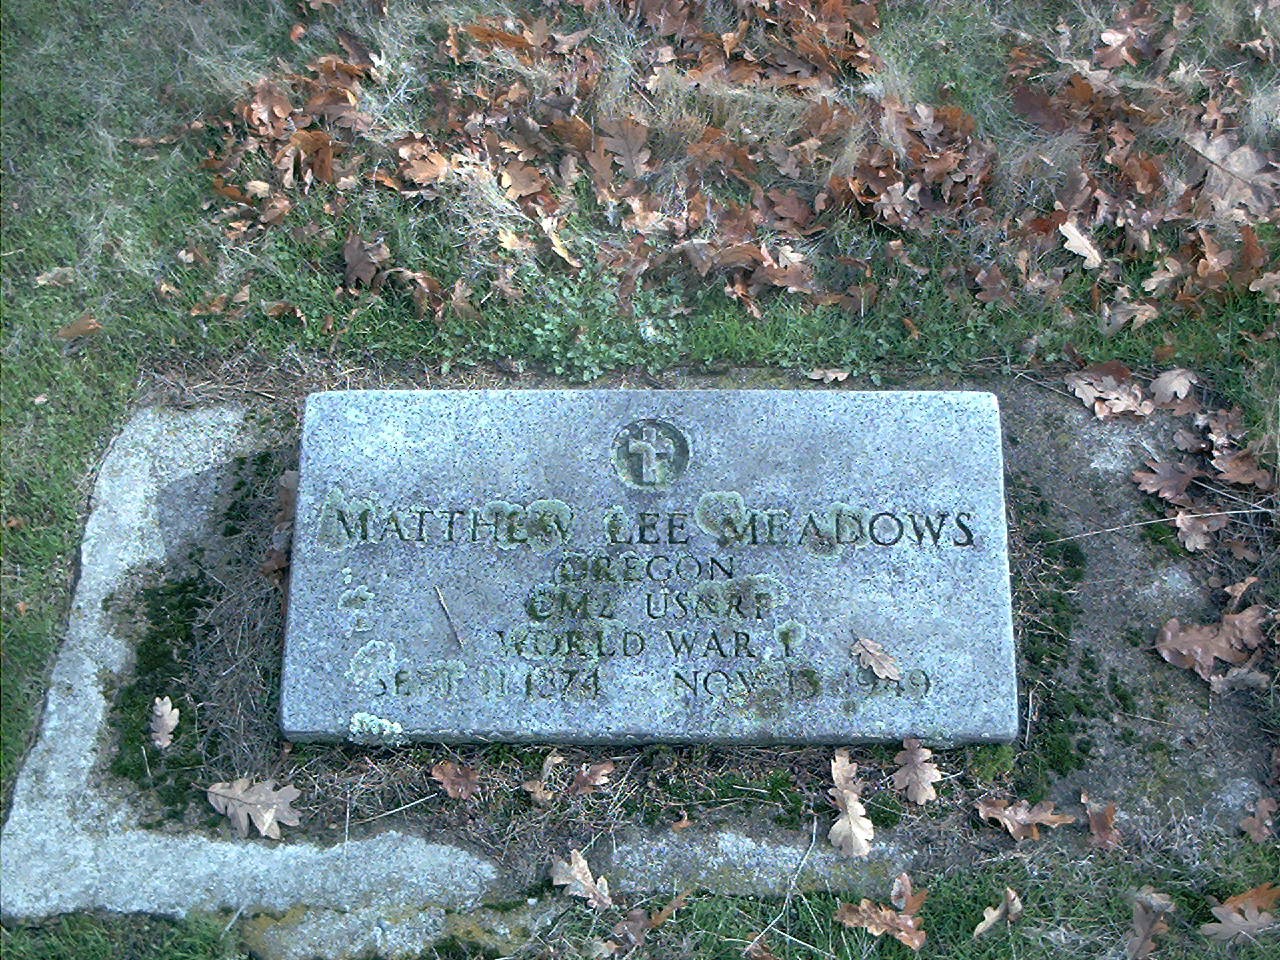 MATTHEW LEE MEADOWS
OREGON
CM2 USNRF
WORLD WAR I
SEPT 11 1874 NOV 13 1949